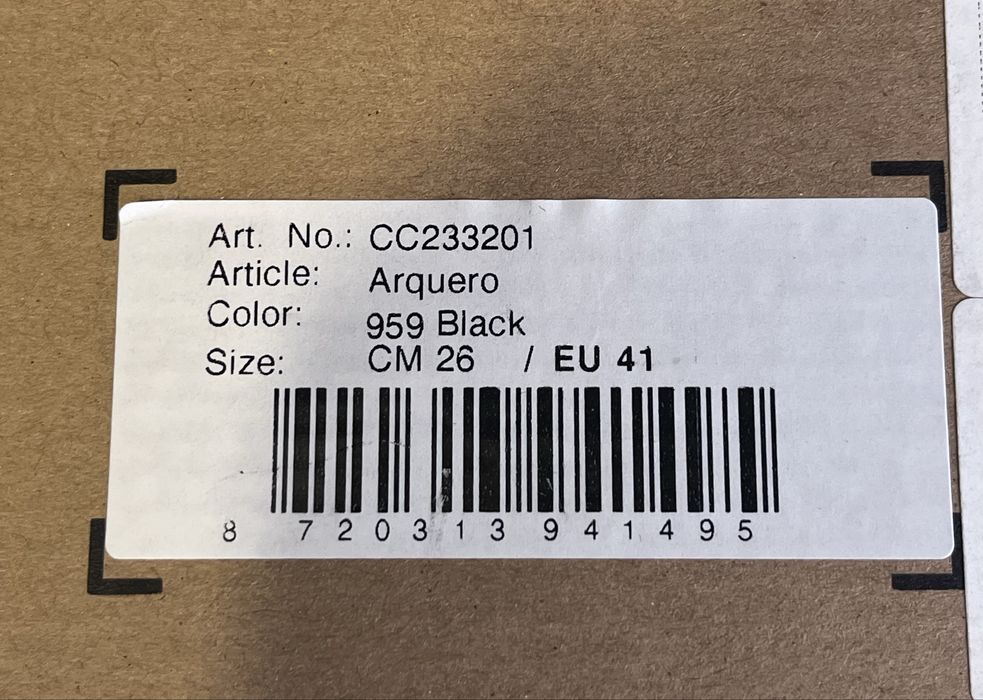 Art. No.: CC233201
Article: Arquero
Color: 959 Black
Size: CM 26 / EU 41
8 720313 941495